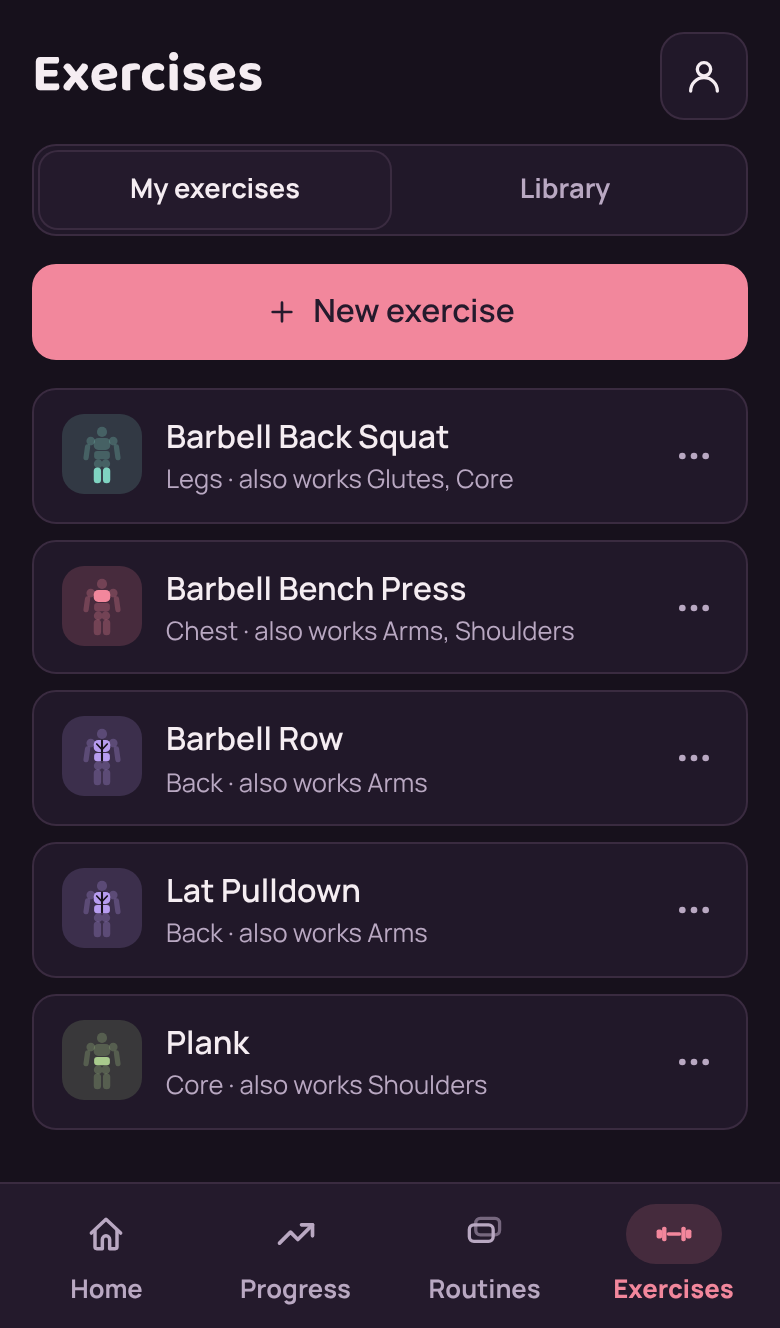 Exercises
My exercises
Library
+ New exercise
Barbell Back Squat
Legs · also works Glutes, Core
Barbell Bench Press
Chest · also works Arms, Shoulders
Barbell Row
Back · also works Arms
Lat Pulldown
Back · also works Arms
Plank
Core · also works Shoulders
Home
Progress
Routines
Exercises